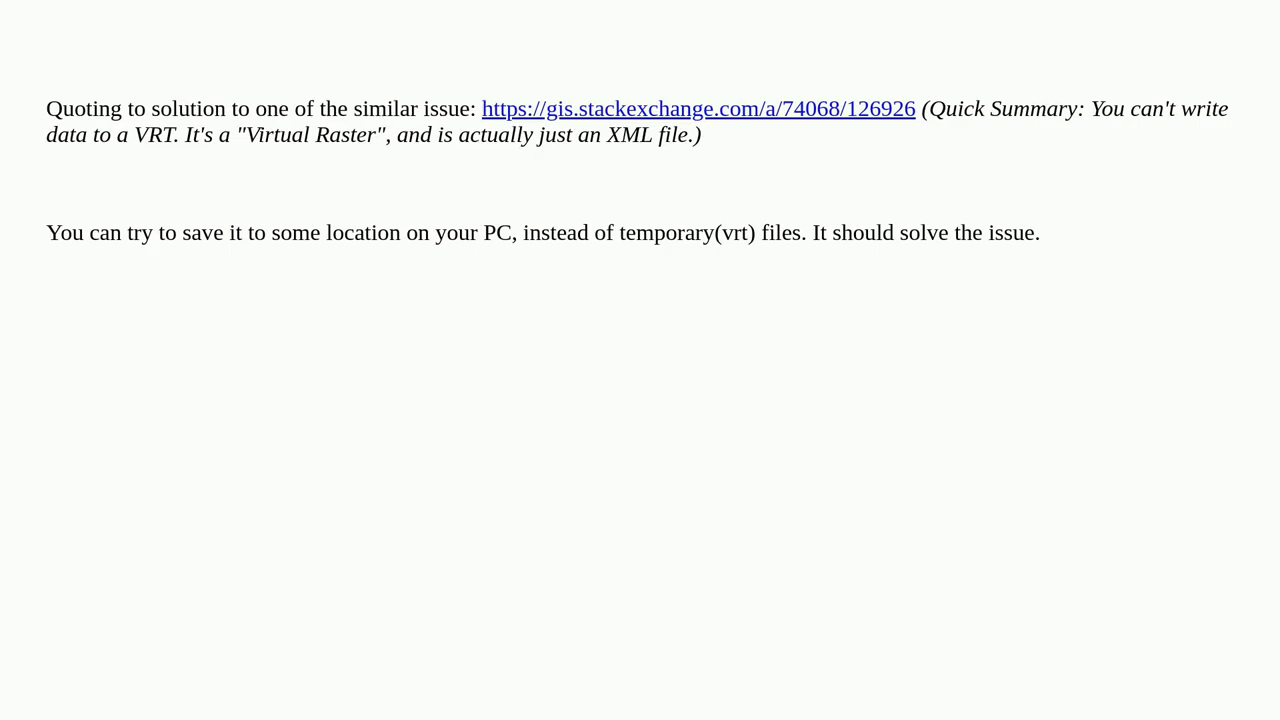 Quoting to solution to one of the similar issue: https://gis.stackexchange.com/a/74068/126926 (Quick Summary: You can't write
data to a VRT. It's a "Virtual Raster", and is actually just an XML file.)
You can try to save it to some location on your PC, instead of temporary(vrt) files. It should solve the issue.